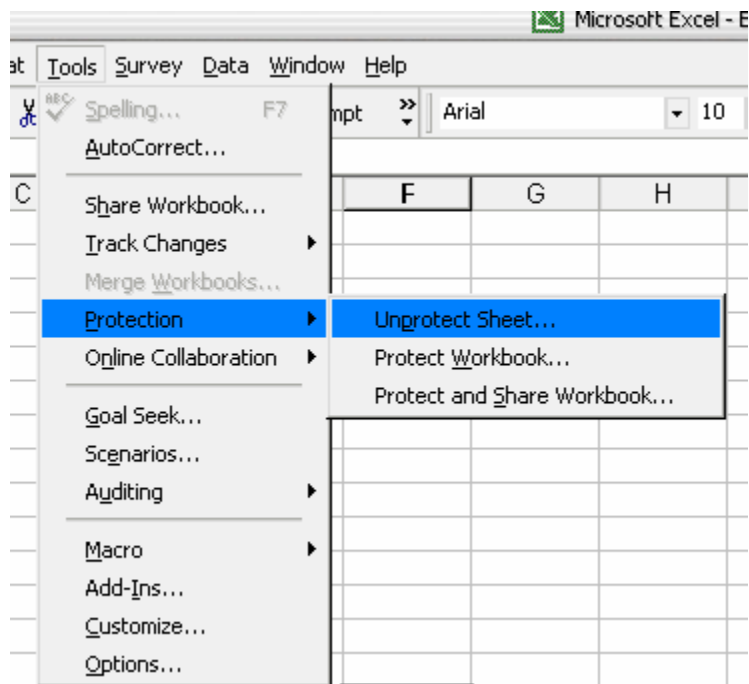 Microsoft Excel - E
at Tools Survey Data Window Help
ABC Spelling... F7 mpt » Arial 10
AutoCorrect...
C F G H
Share Workbook...
Track Changes
Merge Workbooks...
Protection Unprotect Sheet...
Online Collaboration Protect Workbook...
Protect and Share Workbook...
Goal Seek...
Scenarios...
Auditing
Macro
Add-Ins...
Customize...
Options...